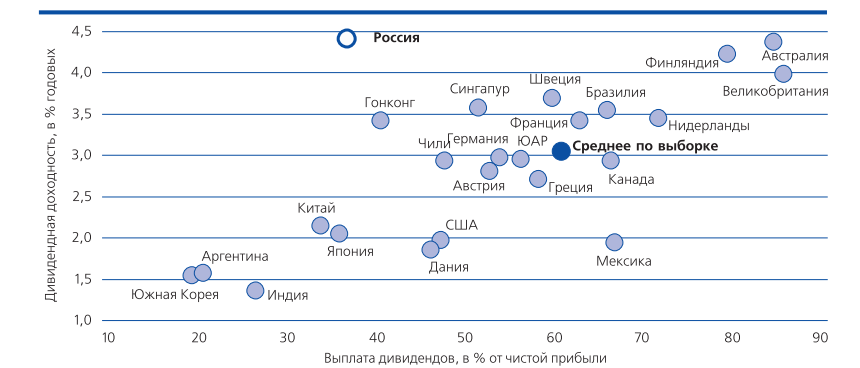 Дивидендная доходность, в % годовых
4,5
4,0
3,5
3,0
2,5
2,0
1,5
1,0
Россия
Австралия
Финляндия
Великобритания
Швеция
Сингапур
Бразилия
Гонконг
Франция
Нидерланды
Чили
Германия
ЮАР
Среднее по выборке
Австрия
Греция
Канада
Китай
Япония
США
Дания
Мексика
Аргентина
Южная Корея
Индия
10 20 30 40 50 60 70 80 90
Выплата дивидендов, в % от чистой прибыли